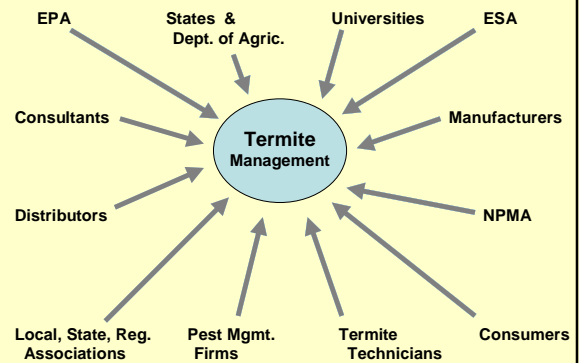 EPA
States &
Dept. of Agric.
Universities
ESA
Consultants
Termite
Management
Manufacturers
Distributors
NPMA
Local, State, Reg.
Associations
Pest Mgmt.
Firms
Termite
Technicians
Consumers